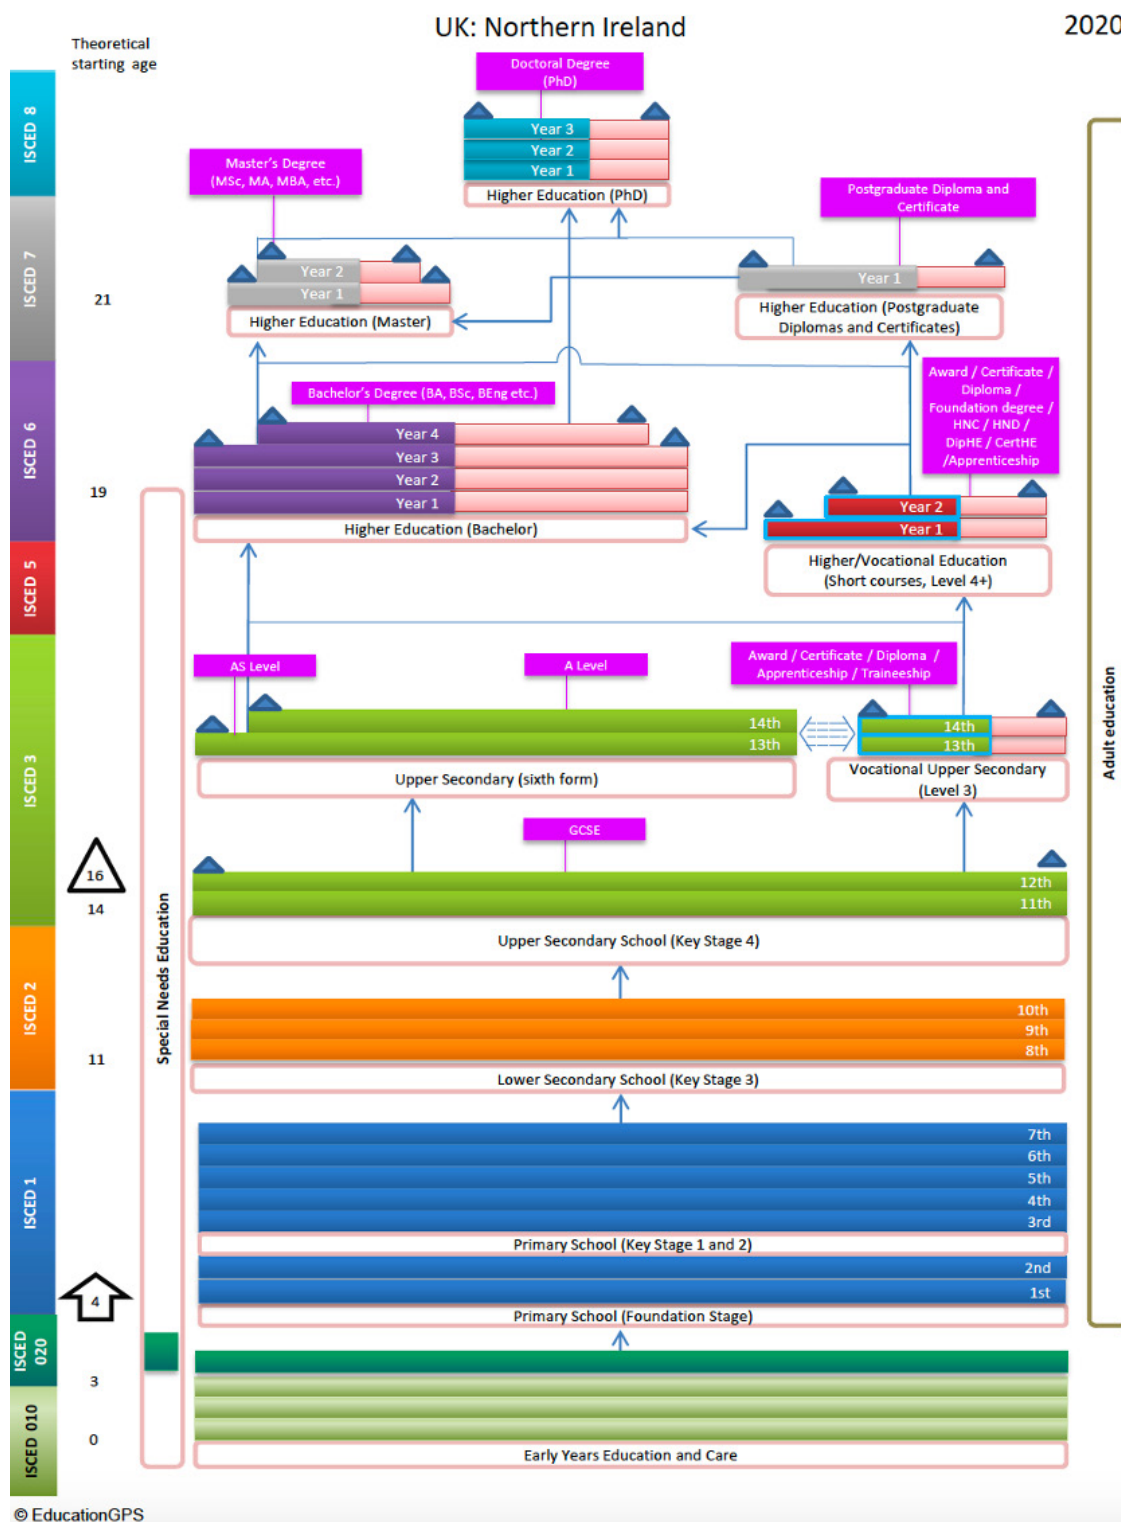 UK: Northern Ireland
2020
Theoretical
starting age
ISCED 8
Doctoral Degree
(PhD)
Year 3
Year 2
Year 1
Higher Education (PhD)
Master's Degree
(MSc, MA, MBA, etc.)
Postgraduate Diploma and
Certificate
ISCED 7
21
Year 2
Year 1
Higher Education (Master)
Year 1
Higher Education (Postgraduate
Diplomas and Certificates)
ISCED 6
19
Bachelor's Degree (BA, BSc, BEng etc.)
Year 4
Year 3
Year 2
Year 1
Higher Education (Bachelor)
Award / Certificate /
Diploma /
Foundation degree /
HNC / HND /
DipHE / CertHE
/Apprenticeship
Year 2
Year 1
Higher/Vocational Education
(Short courses, Level 4+)
ISCED 5
AS Level
A Level
Award / Certificate / Diploma /
Apprenticeship / Traineeship
14th
13th
Upper Secondary (sixth form)
14th
13th
Vocational Upper Secondary
(Level 3)
Adult education
ISCED 3
16
14
GCSE
12th
11th
Upper Secondary School (Key Stage 4)
Special Needs Education
ISCED 2
11
10th
9th
8th
Lower Secondary School (Key Stage 3)
ISCED 1
7th
6th
5th
4th
3rd
Primary School (Key Stage 1 and 2)
2nd
1st
4
Primary School (Foundation Stage)
ISCED
020
3
ISCED 010
0
Early Years Education and Care
© EducationGPS